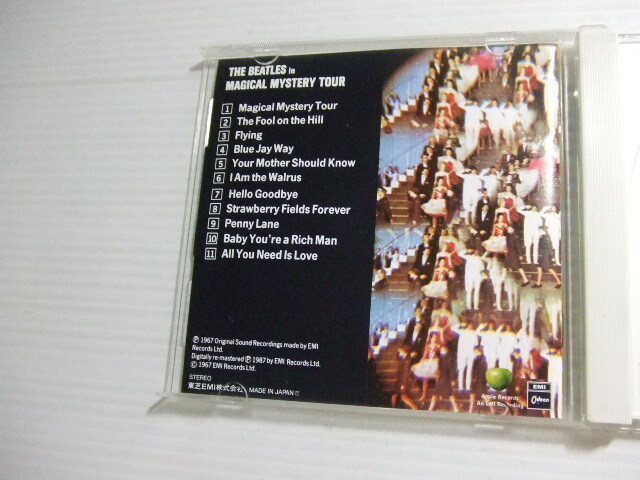 THE BEATLES in
MAGICAL MYSTERY TOUR
1 Magical Mystery Tour
2 The Fool on the Hill
3 Flying
4 Blue Jay Way
5 Your Mother Should Know
6 I Am the Walrus
7 Hello Goodbye
8 Strawberry Fields Forever
9 Penny Lane
10 Baby You're a Rich Man
11 All You Need Is Love
Ⓟ 1967 Original Sound Recordings made by EMI
Records Ltd.
Digitally re-mastered Ⓟ 1987 by EMI Records Ltd.
© 1967 EMI Records Ltd.
STEREO
東芝EMI株式会社 MADE IN JAPAN
Apple Records
An EMI Recording
EMI
Odeon